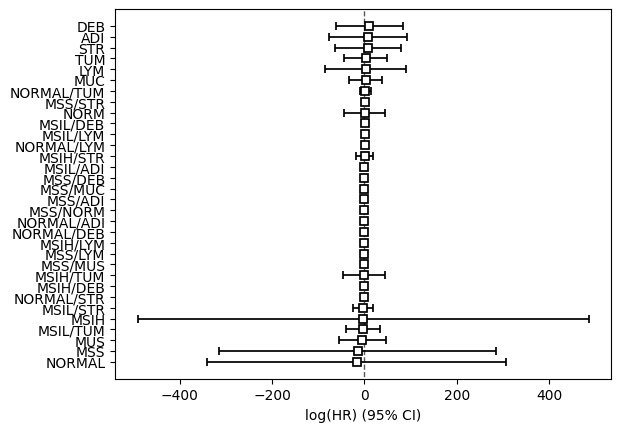 DEB
ADI
STR
TUM
LYM
MUC
NORMAL/TUM
MSS/STR
NORM
MSIL/DEB
MSIL/LYM
NORMAL/LYM
MSIH/STR
MSIL/ADI
MSS/DEB
MSS/MUC
MSS/ADI
MSS/NORM
NORMAL/ADI
NORMAL/DEB
MSIH/LYM
MSS/LYM
MSS/MUS
MSIH/TUM
MSIH/DEB
NORMAL/STR
MSIL/STR
MSIH
MSIL/TUM
MUS
MSS
NORMAL
−400 −200 0 200 400
log(HR) (95% CI)